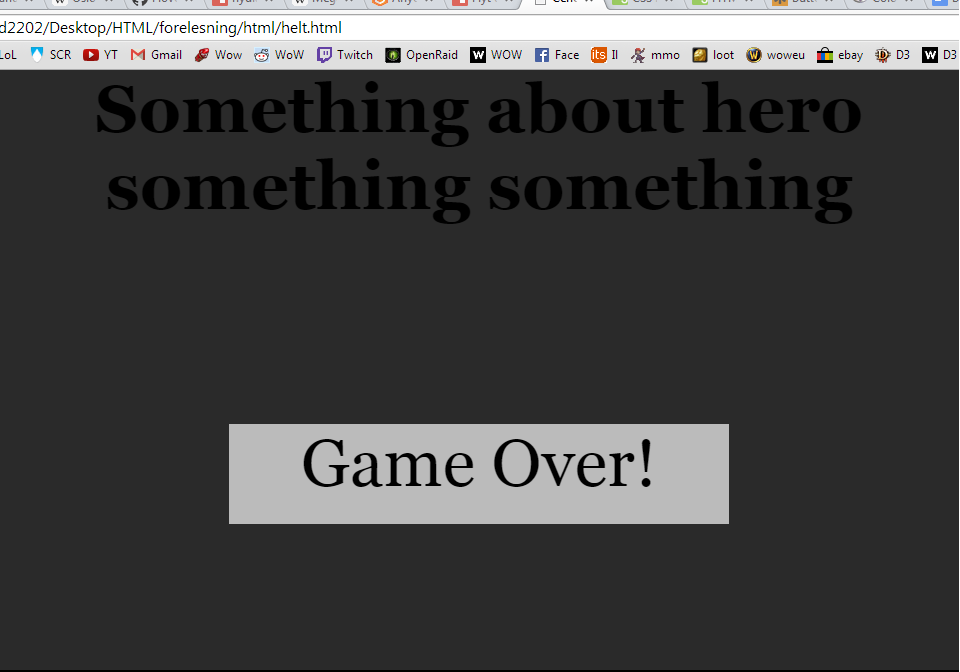 d2202/Desktop/HTML/forelesning/html/helt.html
LoL SCR YT Gmail Wow WoW Twitch OpenRaid W WOW f Face its Il mmo loot W woweu ebay D D3 W D3
Something about hero
something something
Game Over!